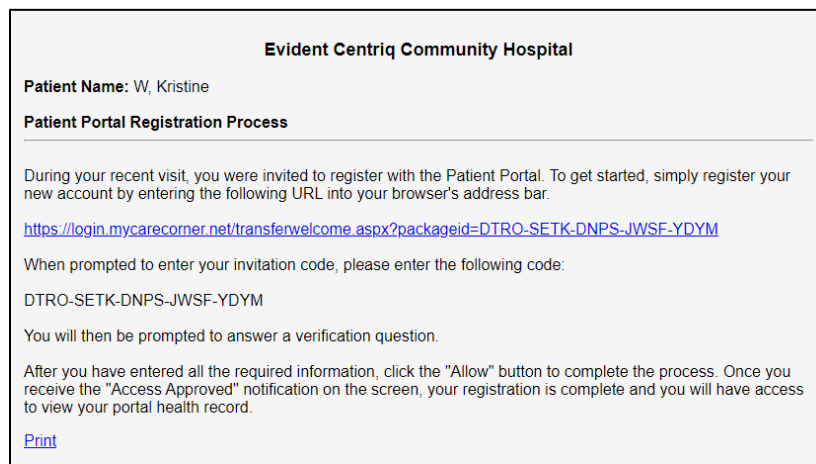 Evident Centriq Community Hospital
Patient Name: W, Kristine
Patient Portal Registration Process
During your recent visit, you were invited to register with the Patient Portal. To get started, simply register your
new account by entering the following URL into your browser's address bar.
https://login.mycarecorner.net/transferwelcome.aspx?packageid=DTRO-SETK-DNPS-JWSF-YDYM
When prompted to enter your invitation code, please enter the following code:
DTRO-SETK-DNPS-JWSF-YDYM
You will then be prompted to answer a verification question.
After you have entered all the required information, click the "Allow" button to complete the process. Once you
receive the "Access Approved" notification on the screen, your registration is complete and you will have access
to view your portal health record.
Print